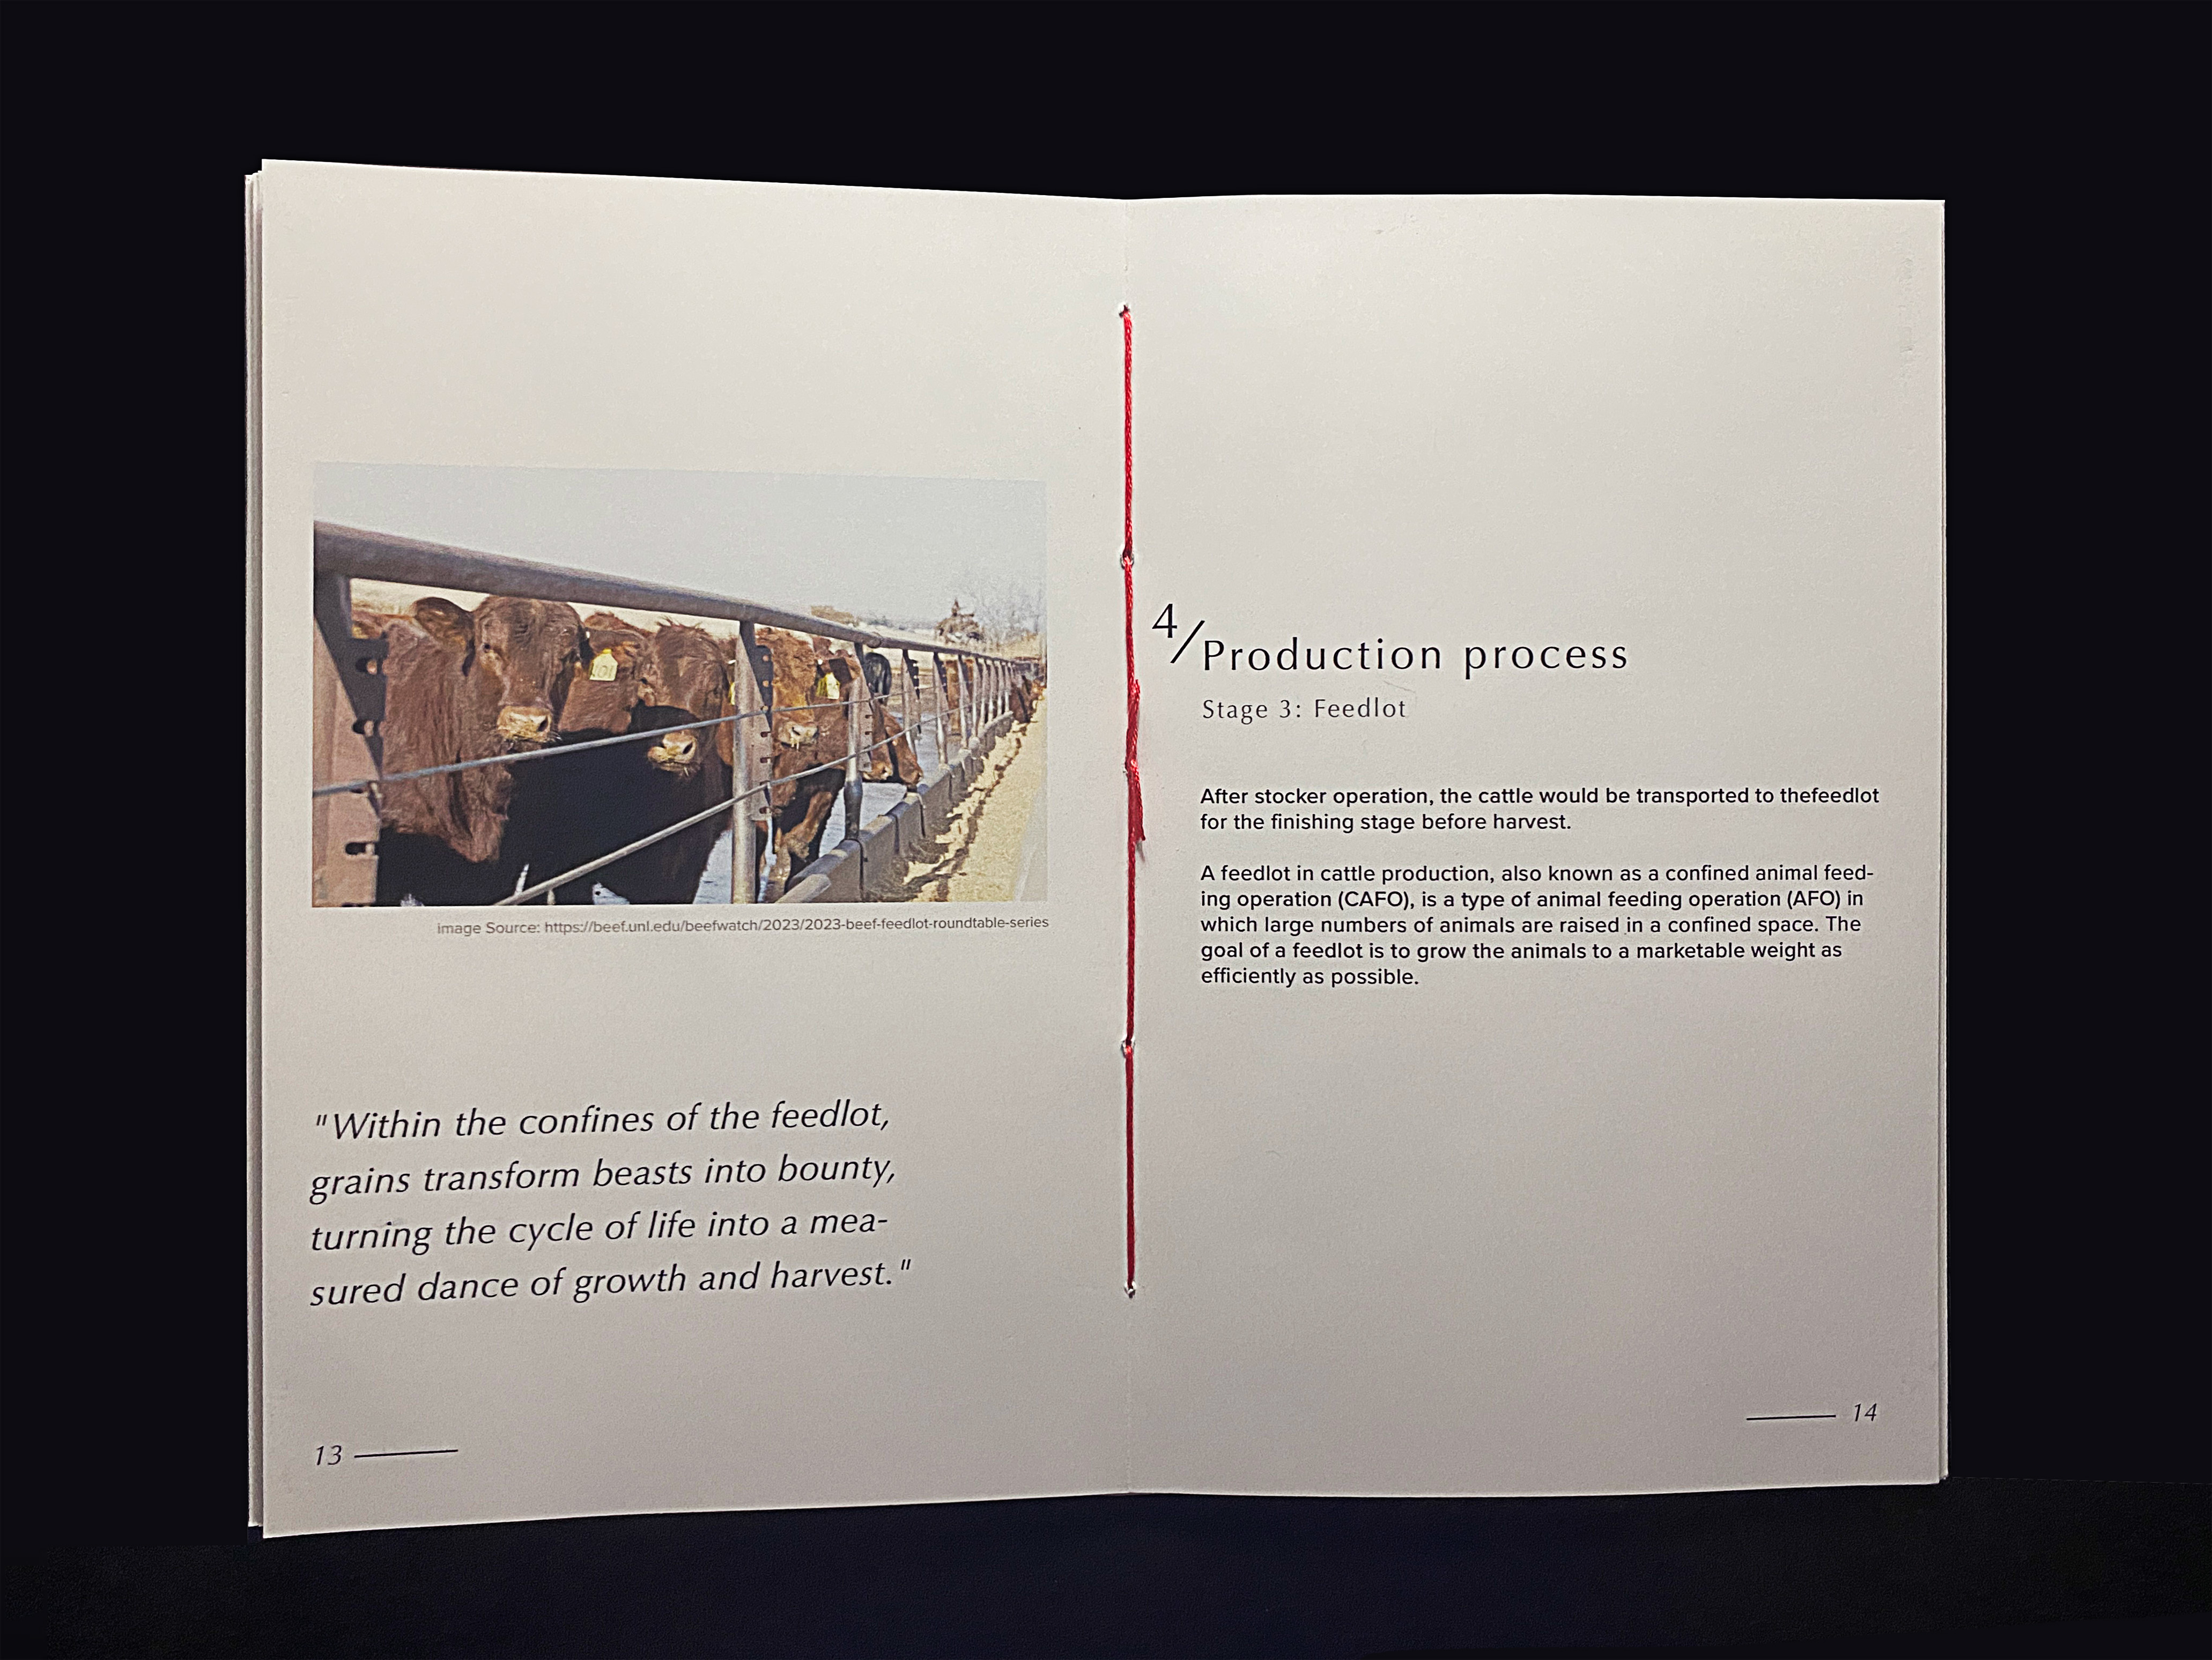 image Source: https://beef.unl.edu/beefwatch/2023/2023-beef-feedlot-roundtable-series
"Within the confines of the feedlot,
grains transform beasts into bounty,
turning the cycle of life into a mea-
sured dance of growth and harvest."
13
4/Production process
Stage 3: Feedlot
After stocker operation, the cattle would be transported to thefeedlot
for the finishing stage before harvest.
A feedlot in cattle production, also known as a confined animal feed-
ing operation (CAFO), is a type of animal feeding operation (AFO) in
which large numbers of animals are raised in a confined space. The
goal of a feedlot is to grow the animals to a marketable weight as
efficiently as possible.
14